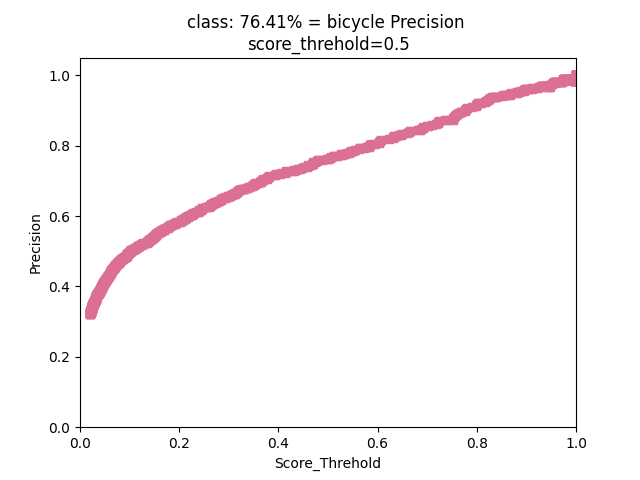 class: 76.41% = bicycle Precision
score_threhold=0.5
1.0
0.8
0.6
0.4
0.2
0.0
Precision
0.0 0.2 0.4 0.6 0.8 1.0
Score_Threhold